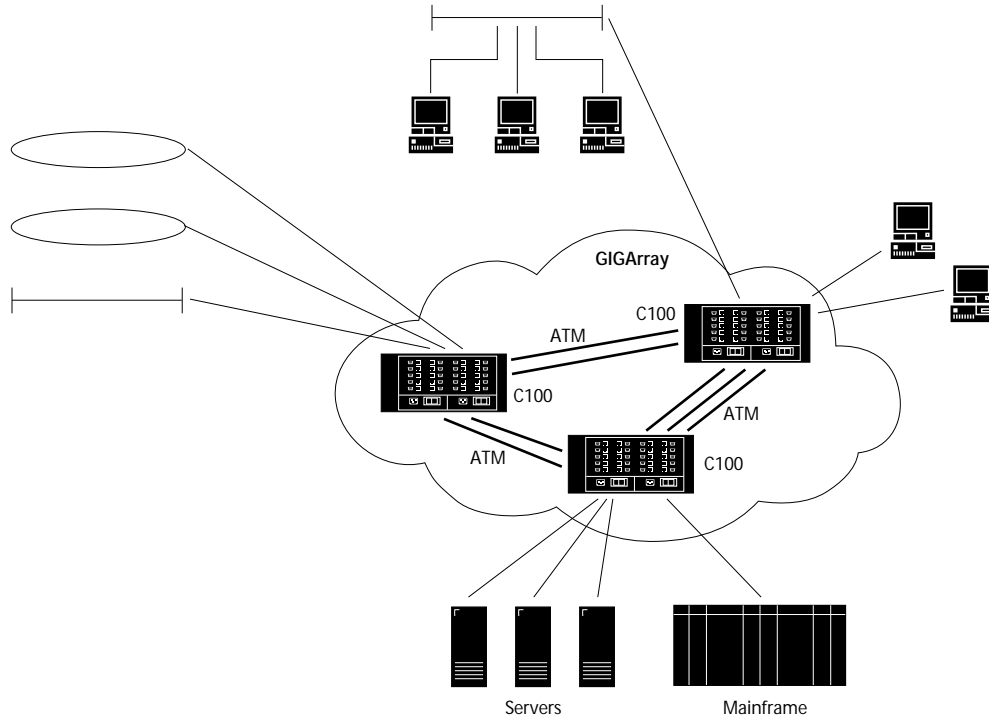 GIGArray
C100
ATM
C100
ATM
ATM
C100
Servers
Mainframe